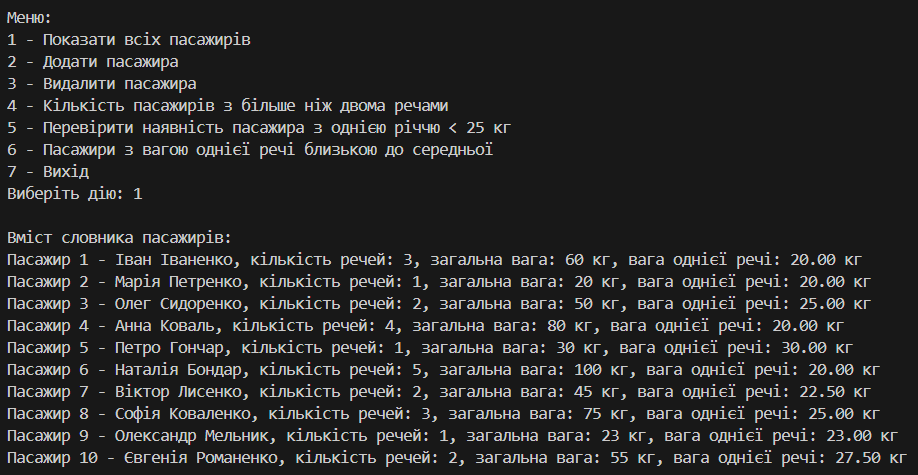 Меню:
1 - Показати всіх пасажирів
2 - Додати пасажира
3 - Видалити пасажира
4 - Кількість пасажирів з більше ніж двома речами
5 - Перевірити наявність пасажира з однією річчю < 25 кг
6 - Пасажири з вагою однієї речі близькою до середньої
7 - Вихід
Виберіть дію: 1
Вміст словника пасажирів:
Пасажир 1 - Іван Іваненко, кількість речей: 3, загальна вага: 60 кг, вага однієї речі: 20.00 кг
Пасажир 2 - Марія Петренко, кількість речей: 1, загальна вага: 20 кг, вага однієї речі: 20.00 кг
Пасажир 3 - Олег Сидоренко, кількість речей: 2, загальна вага: 50 кг, вага однієї речі: 25.00 кг
Пасажир 4 - Анна Коваль, кількість речей: 4, загальна вага: 80 кг, вага однієї речі: 20.00 кг
Пасажир 5 - Петро Гончар, кількість речей: 1, загальна вага: 30 кг, вага однієї речі: 30.00 кг
Пасажир 6 - Наталія Бондар, кількість речей: 5, загальна вага: 100 кг, вага однієї речі: 20.00 кг
Пасажир 7 - Віктор Лисенко, кількість речей: 2, загальна вага: 45 кг, вага однієї речі: 22.50 кг
Пасажир 8 - Софія Коваленко, кількість речей: 3, загальна вага: 75 кг, вага однієї речі: 25.00 кг
Пасажир 9 - Олександр Мельник, кількість речей: 1, загальна вага: 23 кг, вага однієї речі: 23.00 кг
Пасажир 10 - Євгенія Романенко, кількість речей: 2, загальна вага: 55 кг, вага однієї речі: 27.50 кг